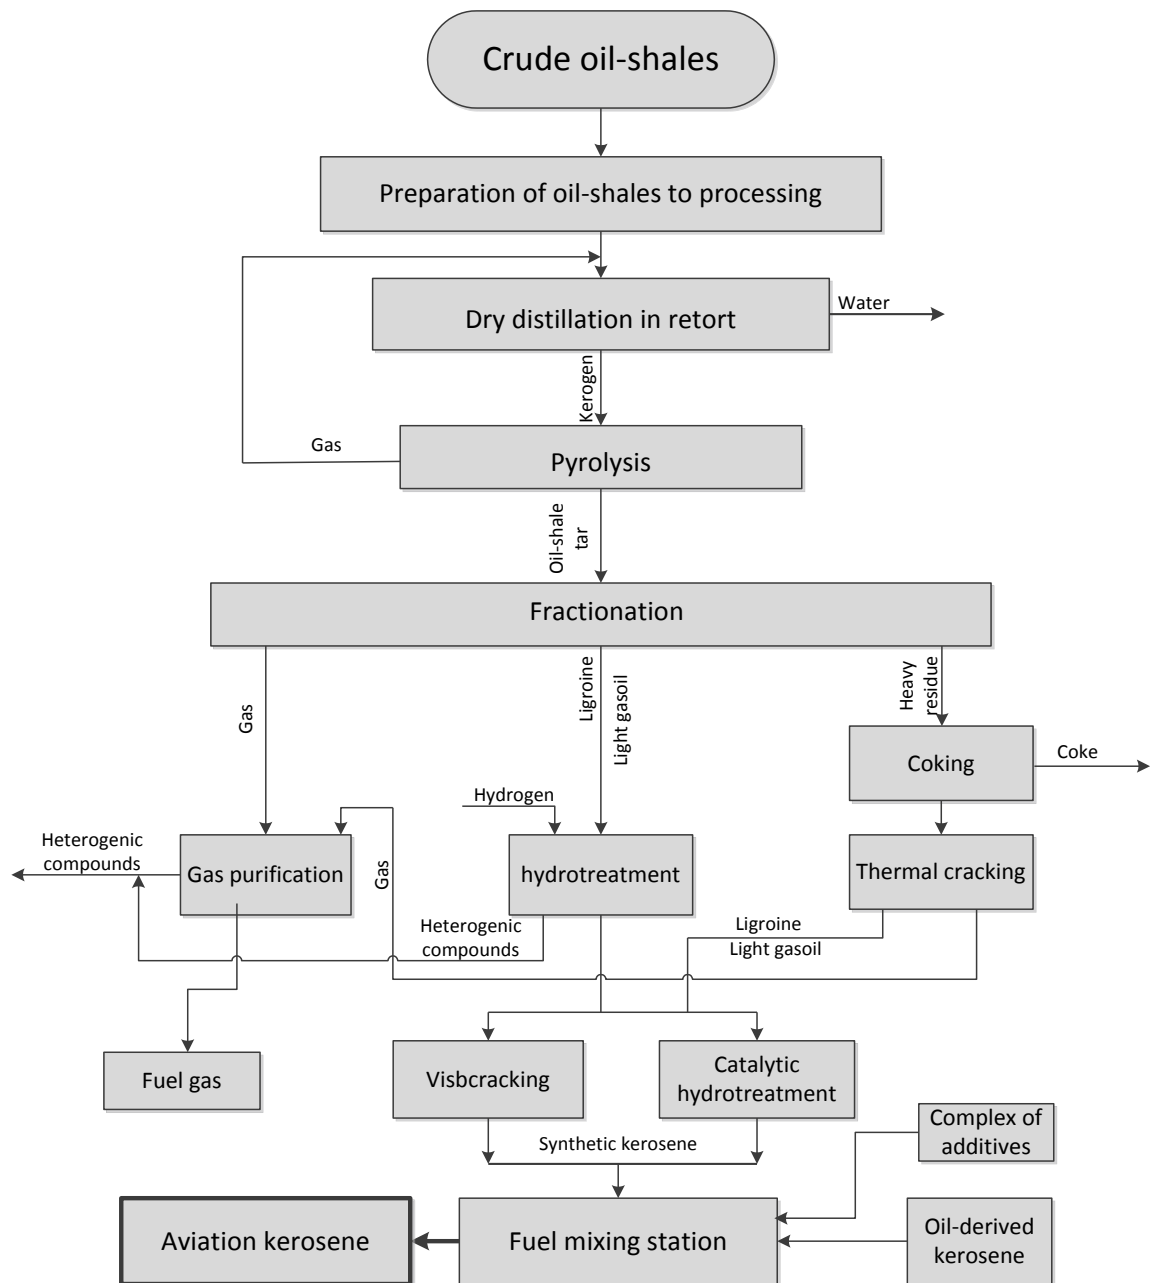 Crude oil-shales
Preparation of oil-shales to processing
Dry distillation in retort
Water
Kerogen
Gas
Pyrolysis
Oil-shale
tar
Fractionation
Gas
Ligroine
Light gasoil
Heavy
residue
Coking
Coke
Hydrogen
Heterogenic
compounds
Gas purification
Gas
hydrotreatment
Thermal cracking
Heterogenic
compounds
Ligroine
Light gasoil
Fuel gas
Visbcracking
Catalytic
hydrotreatment
Synthetic kerosene
Complex of
additives
Aviation kerosene
Fuel mixing station
Oil-derived
kerosene